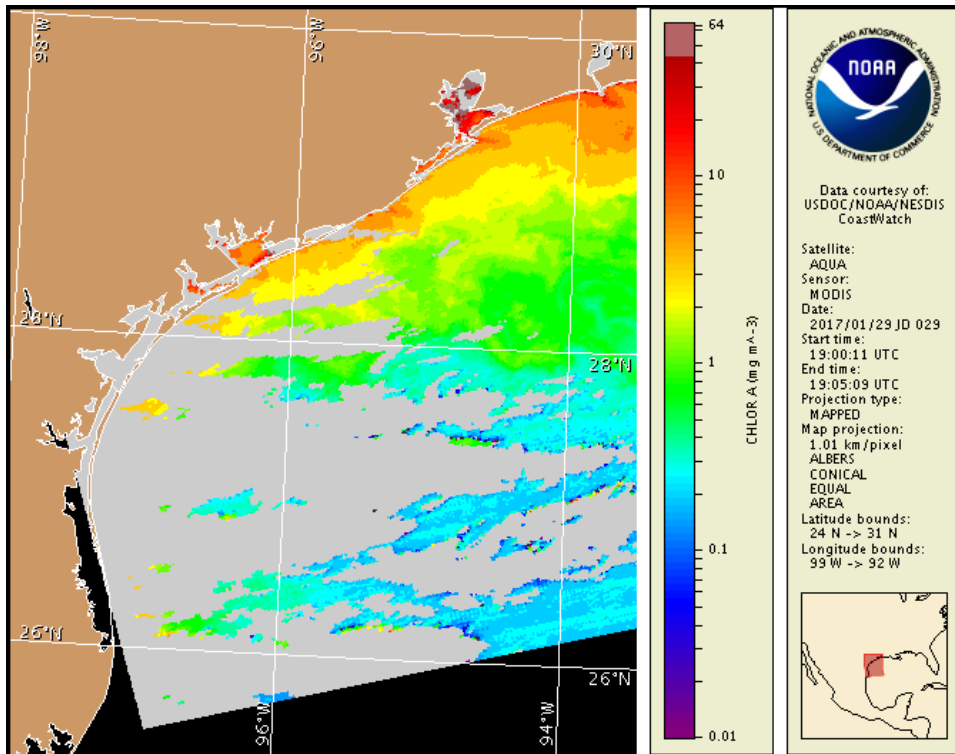 98°W
96°W
30°N
28°N
28°N
26°N
26°N
96°W
94°W
64
10
1
0.1
0.01
CHLOR A (mg m^-3)
NATIONAL OCEANIC AND ATMOSPHERIC ADMINISTRATION
NOAA
U.S. DEPARTMENT OF COMMERCE
Data courtesy of:
USDOC/NOAA/NESDIS
CoastWatch
Satellite:
AQUA
Sensor:
MODIS
Date:
2017/01/29 JD 029
Start time:
19:00:11 UTC
End time:
19:05:09 UTC
Projection type:
MAPPED
Map projection:
1.01 km/pixel
ALBERS
CONICAL
EQUAL
AREA
Latitude bounds:
24 N -> 31 N
Longitude bounds:
99 W -> 92 W